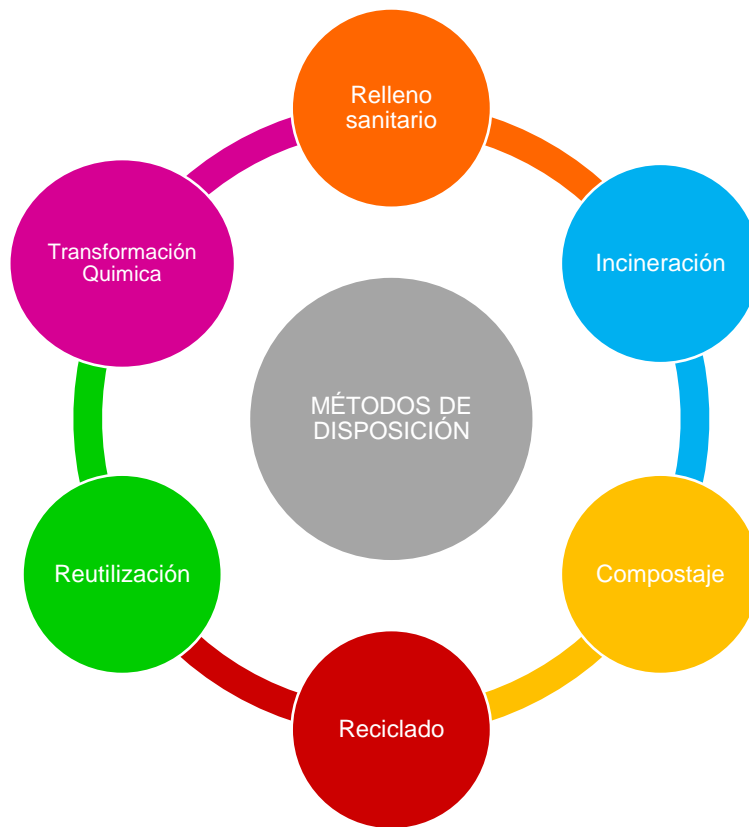 Relleno
sanitario
Transformación
Quimica
Incineración
MÉTODOS DE
DISPOSICIÓN
Reutilización
Compostaje
Reciclado